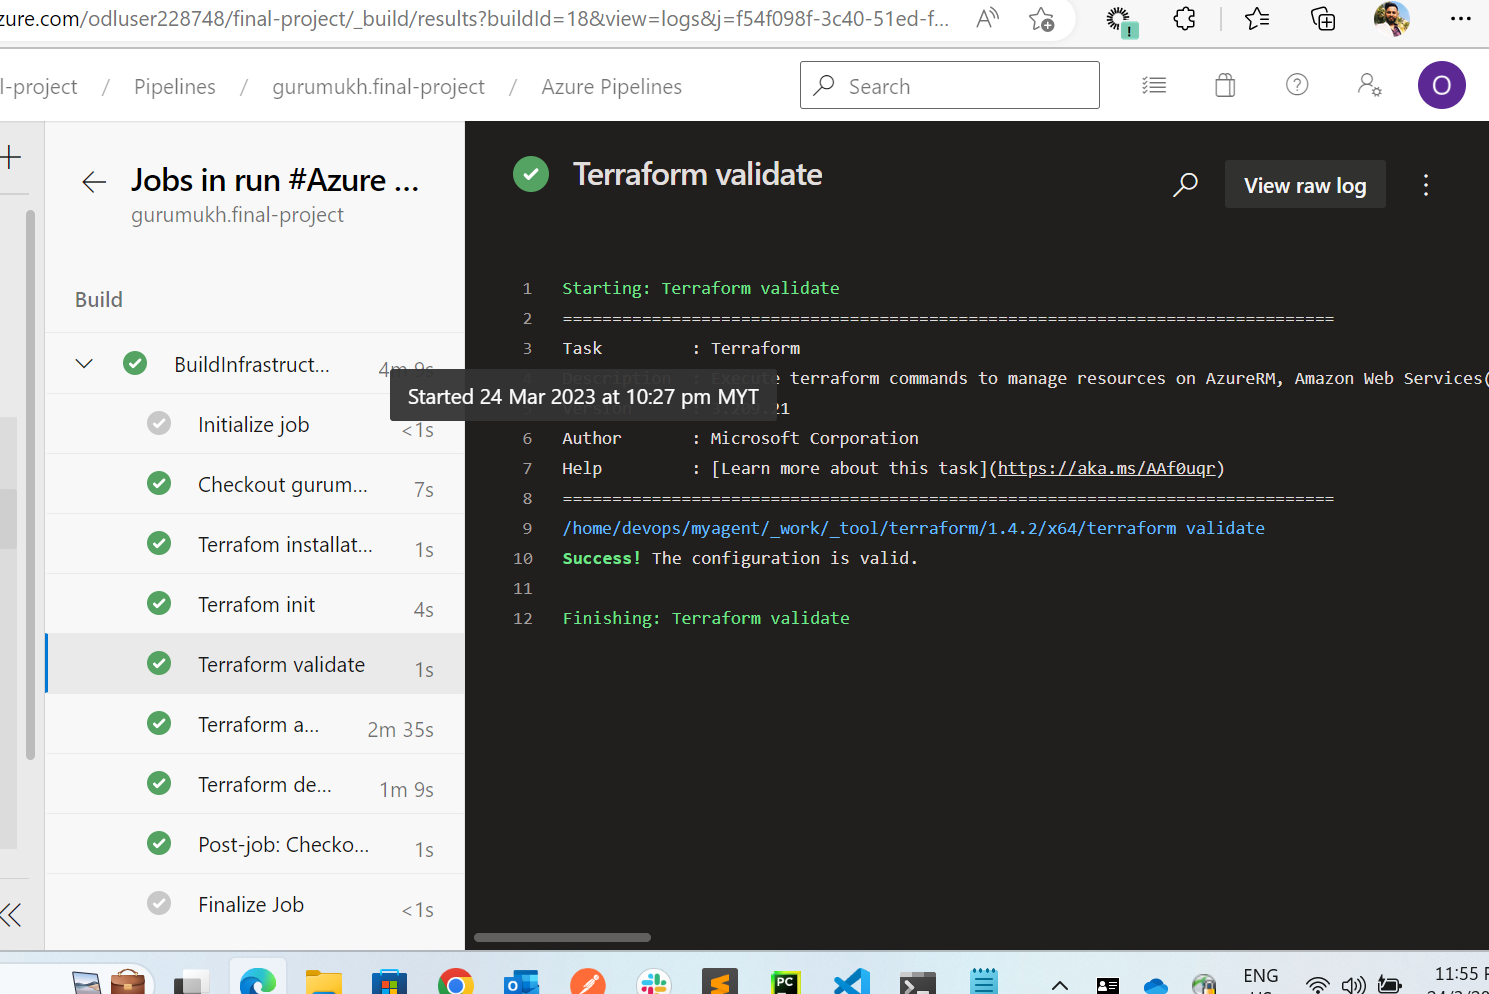 zure.com/odluser228748/final-project/_build/results?buildId=18&view=logs&j=f54f098f-3c40-51ed-f...
l-project / Pipelines / gurumukh.final-project / Azure Pipelines
Search
O
Jobs in run #Azure ...
gurumukh.final-project
Build
BuildInfrastruct... 4m 9s
Initialize job <1s
Checkout gurum... 7s
Terrafom installat... 1s
Terrafom init 4s
Terraform validate 1s
Terraform a... 2m 35s
Terraform de... 1m 9s
Post-job: Checko... 1s
Finalize Job <1s
Started 24 Mar 2023 at 10:27 pm MYT
Terraform validate
View raw log
1 Starting: Terraform validate
2 ==============================================================================
3 Task : Terraform
4 Description : Execute terraform commands to manage resources on AzureRM, Amazon Web Services(
Version : 3.209.21
6 Author : Microsoft Corporation
7 Help : [Learn more about this task](https://aka.ms/AAf0uqr)
8 ==============================================================================
9 /home/devops/myagent/_work/_tool/terraform/1.4.2/x64/terraform validate
10 Success! The configuration is valid.
11
12 Finishing: Terraform validate
PC
ENG
11:55